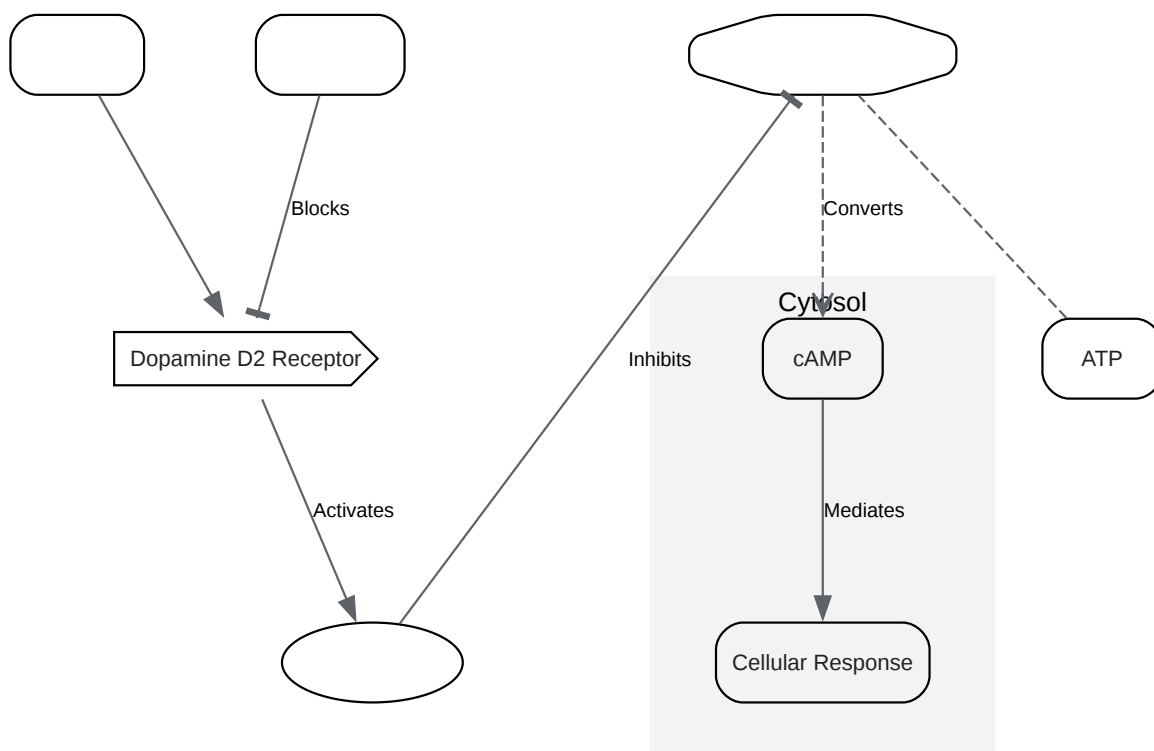 Blocks
Converts
Cytosol
Dopamine D2 Receptor
Inhibits
cAMP
ATP
Activates
Mediates
Cellular Response